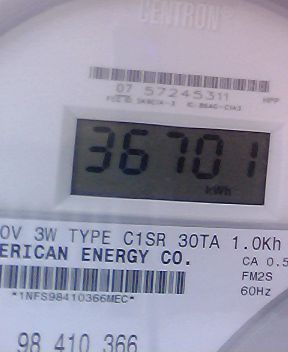 CENTRON
07 57245311
36701
kWh
0V 3W TYPE C1SR 30TA 1.0Kh
ERICAN ENERGY CO.
CA 0.5
FM2S
60Hz
*1NFS98410366MEC*
98 410 366